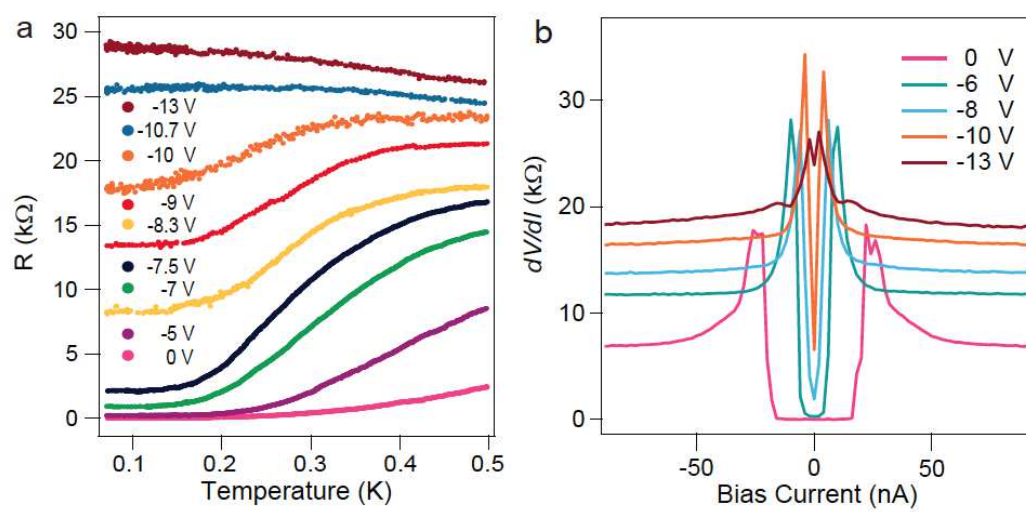 a
30
25
20
15
10
5
0
R (kΩ)
-13 V
-10.7 V
-10 V
-9 V
-8.3 V
-7.5 V
-7 V
-5 V
0 V
0.1 0.2 0.3 0.4 0.5
Temperature (K)
b
30
20
10
0
dV/dI (kΩ)
0 V
-6 V
-8 V
-10 V
-13 V
-50 0 50
Bias Current (nA)